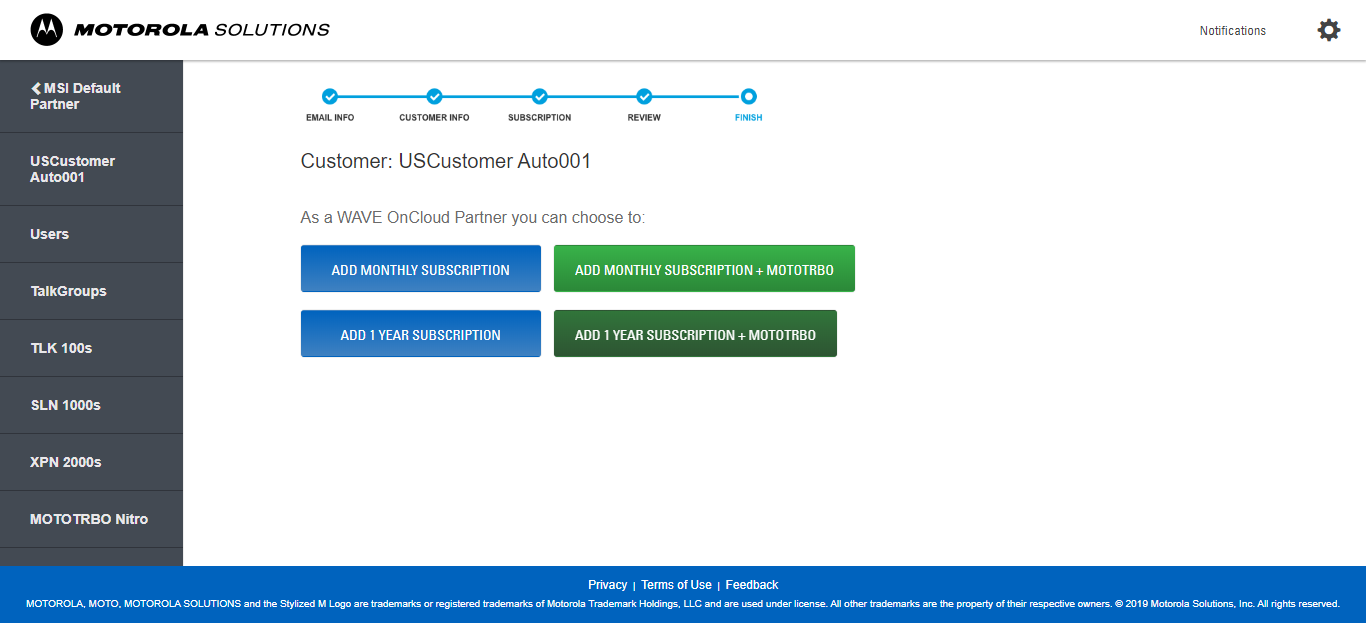 MOTOROLA SOLUTIONS
Notifications
MSI Default
Partner
USCustomer
Auto001
Users
TalkGroups
TLK 100s
SLN 1000s
XPN 2000s
MOTOTRBO Nitro
EMAIL INFO
CUSTOMER INFO
SUBSCRIPTION
REVIEW
FINISH
Customer: USCustomer Auto001
As a WAVE OnCloud Partner you can choose to:
ADD MONTHLY SUBSCRIPTION
ADD MONTHLY SUBSCRIPTION + MOTOTRBO
ADD 1 YEAR SUBSCRIPTION
ADD 1 YEAR SUBSCRIPTION + MOTOTRBO
Privacy | Terms of Use | Feedback
MOTOROLA, MOTO, MOTOROLA SOLUTIONS and the Stylized M Logo are trademarks or registered trademarks of Motorola Trademark Holdings, LLC and are used under license. All other trademarks are the property of their respective owners. © 2019 Motorola Solutions, Inc. All rights reserved.